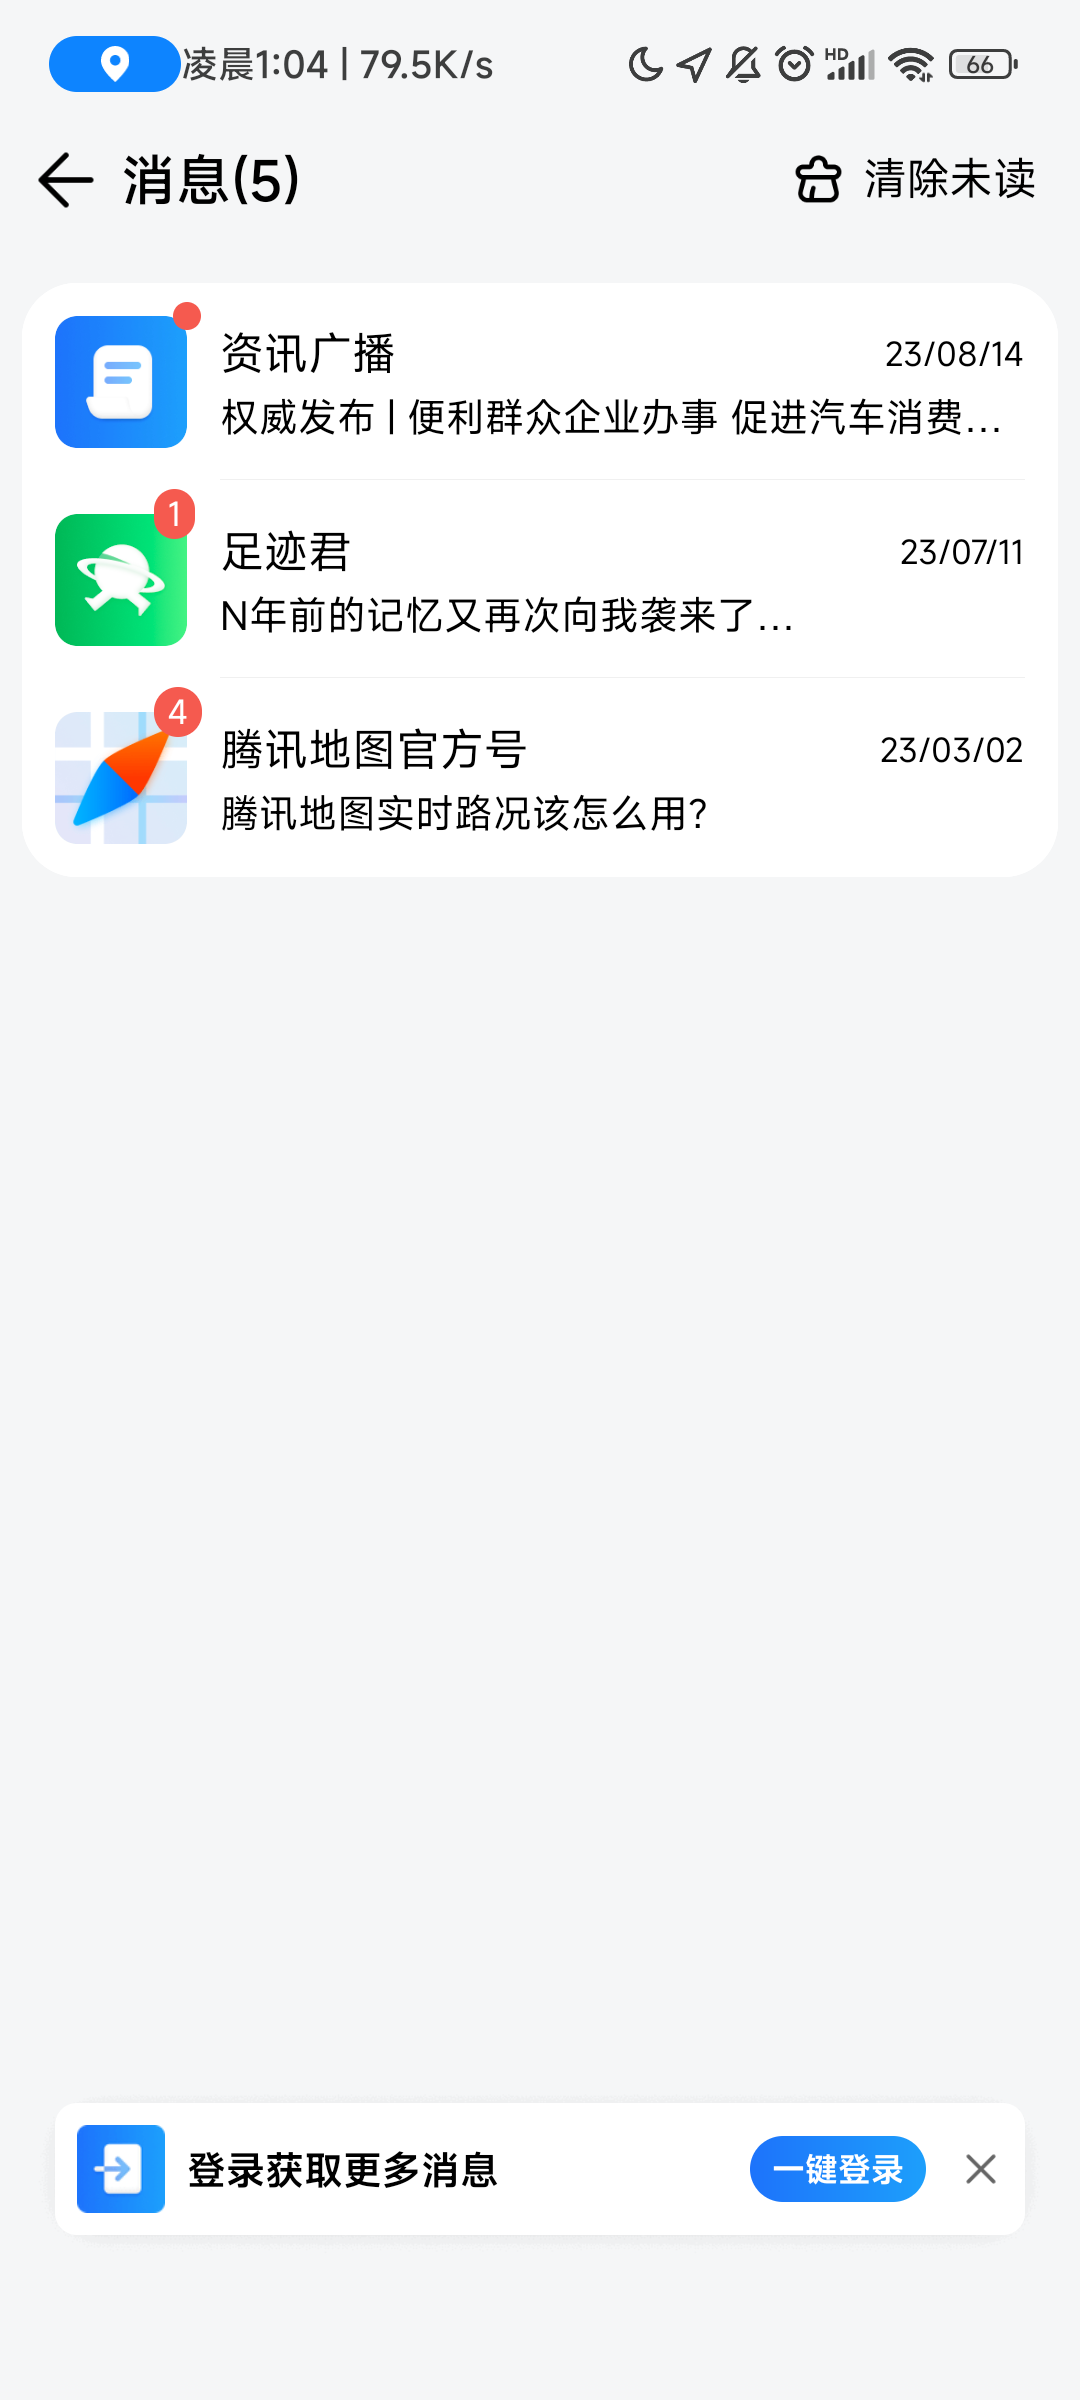 凌晨1:04 | 79.5K/s
HD
66
消息(5)
清除未读
资讯广播
23/08/14
权威发布 | 便利群众企业办事 促进汽车消费...
1
足迹君
23/07/11
N年前的记忆又再次向我袭来了...
4
腾讯地图官方号
23/03/02
腾讯地图实时路况该怎么用?
登录获取更多消息
一键登录